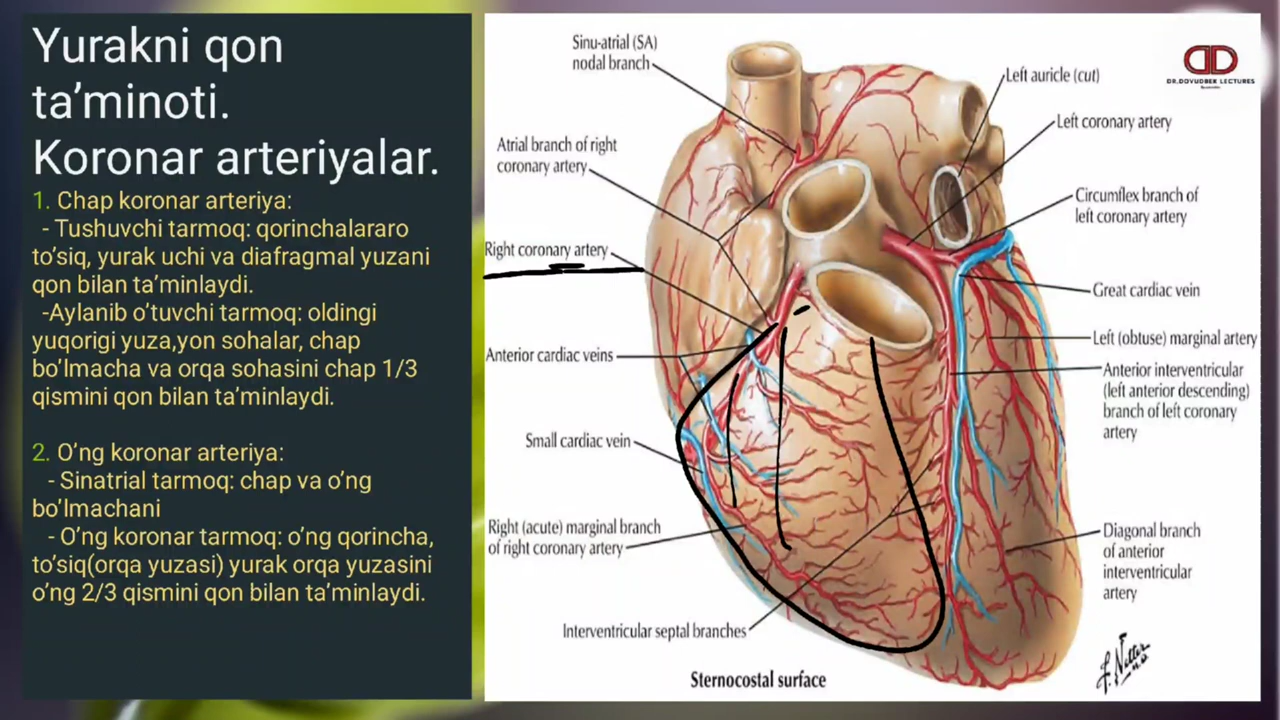 Yurakni qon
ta’minoti.
Koronar arteriyalar.
1. Chap koronar arteriya:
- Tushuvchi tarmoq: qorinchalararo
to’siq, yurak uchi va diafragmal yuzani
qon bilan ta’minlaydi.
-Aylanib o’tuvchi tarmoq: oldingi
yuqorigi yuza,yon sohalar, chap
bo’lmacha va orqa sohasini chap 1/3
qismini qon bilan ta’minlaydi.
2. O’ng koronar arteriya:
- Sinatrial tarmoq: chap va o’ng
bo’lmachani
- O’ng koronar tarmoq: o’ng qorincha,
to’siq(orqa yuzasi) yurak orqa yuzasini
o’ng 2/3 qismini qon bilan ta’minlaydi.
Sinu-atrial (SA)
nodal branch
Atrial branch of right
coronary artery
Right coronary artery
Anterior cardiac veins
Small cardiac vein
Right (acute) marginal branch
of right coronary artery
Interventricular septal branches
Sternocostal surface
Left auricle (cut)
Left coronary artery
Circumflex branch of
left coronary artery
Great cardiac vein
Left (obtuse) marginal artery
Anterior interventricular
(left anterior descending)
branch of left coronary
artery
Diagonal branch
of anterior
interventricular
artery
DR.DOVUDBEK LECTURES